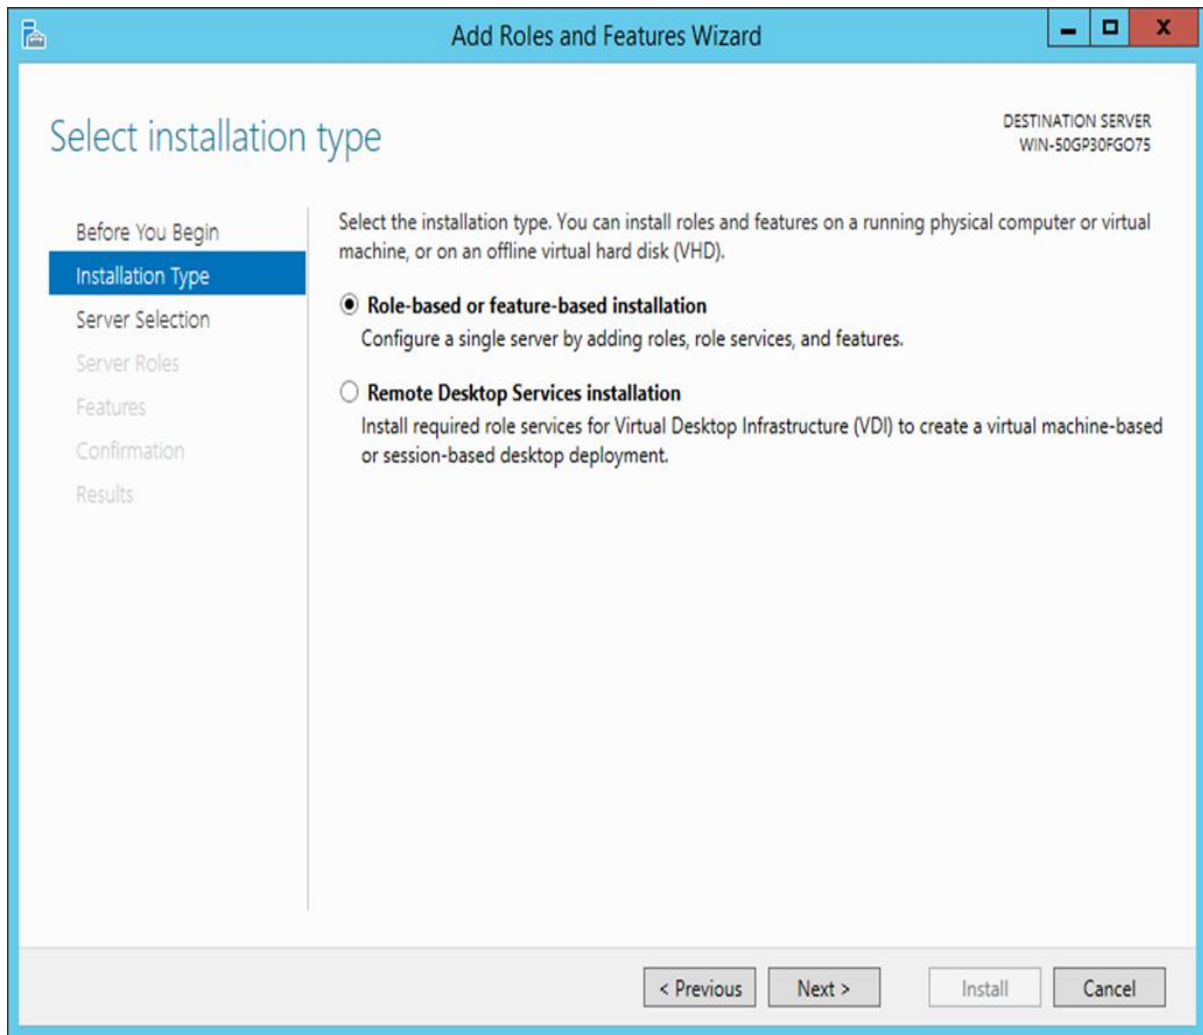 Add Roles and Features Wizard
X
Select installation type
DESTINATION SERVER
WIN-50GP30FGO75
Before You Begin
Installation Type
Server Selection
Server Roles
Features
Confirmation
Results
Select the installation type. You can install roles and features on a running physical computer or virtual
machine, or on an offline virtual hard disk (VHD).
Role-based or feature-based installation
Configure a single server by adding roles, role services, and features.
Remote Desktop Services installation
Install required role services for Virtual Desktop Infrastructure (VDI) to create a virtual machine-based
or session-based desktop deployment.
< Previous
Next >
Install
Cancel